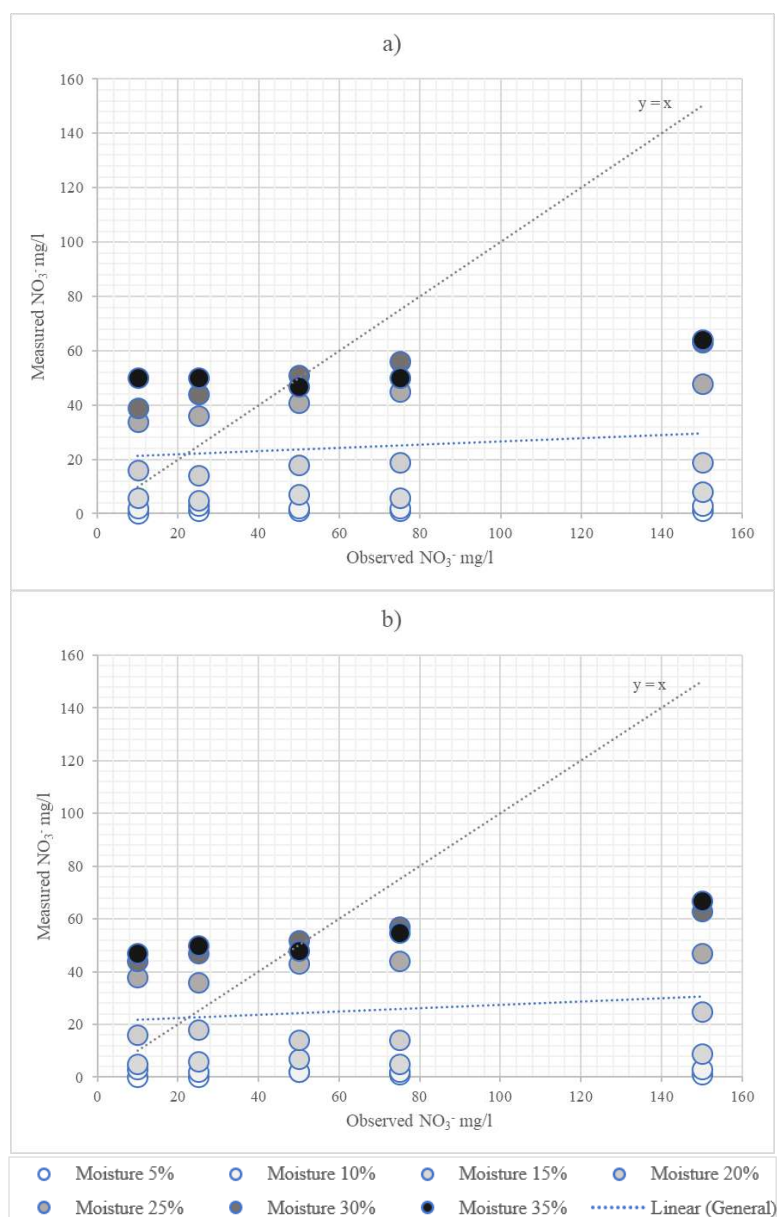 a)
160
140
120
100
80
60
40
20
0
y = x
Measured NO₃⁻ mg/l
0 20 40 60 80 100 120 140 160
Observed NO₃⁻ mg/l
b)
160
140
120
100
80
60
40
20
0
y = x
Measured NO₃⁻ mg/l
0 20 40 60 80 100 120 140 160
Observed NO₃⁻ mg/l
Moisture 5% Moisture 10% Moisture 15% Moisture 20%
Moisture 25% Moisture 30% Moisture 35% Linear (General)